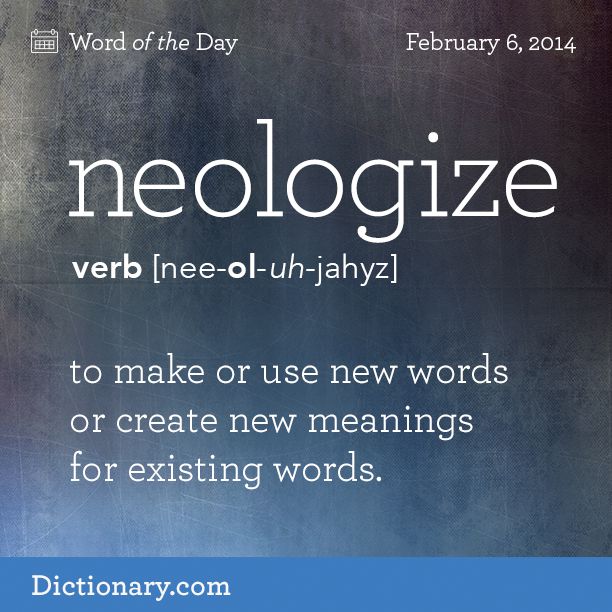 Word of the Day
February 6, 2014
neologize
verb [nee-ol-uh-jahyz]
to make or use new words
or create new meanings
for existing words.
Dictionary.com